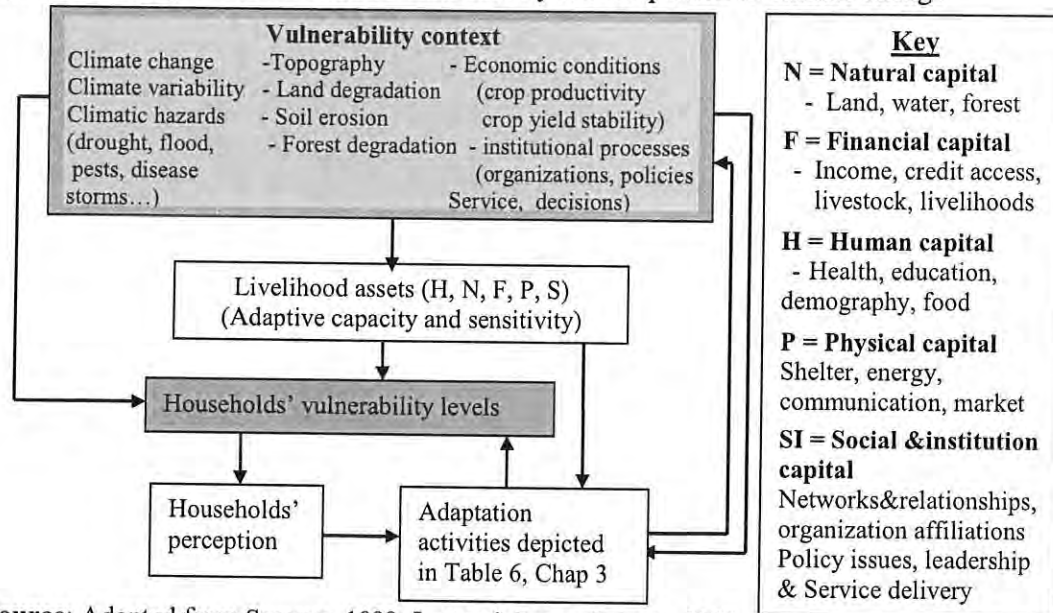 Vulnerability context
Climate change
Climate variability
Climatic hazards
(drought, flood,
pests, disease
storms…)
-Topography
- Land degradation
- Soil erosion
- Forest degradation
- Economic conditions
(crop productivity
crop yield stability)
- institutional processes
(organizations, policies
Service, decisions)
Livelihood assets (H, N, F, P, S)
(Adaptive capacity and sensitivity)
Households' vulnerability levels
Households'
perception
Adaptation
activities depicted
in Table 6, Chap 3
Key
N = Natural capital
- Land, water, forest
F = Financial capital
- Income, credit access,
livestock, livelihoods
H = Human capital
- Health, education,
demography, food
P = Physical capital
Shelter, energy,
communication, market
SI = Social &institution
capital
Networks&relationships,
organization affiliations
Policy issues, leadership
& Service delivery
Adapted from